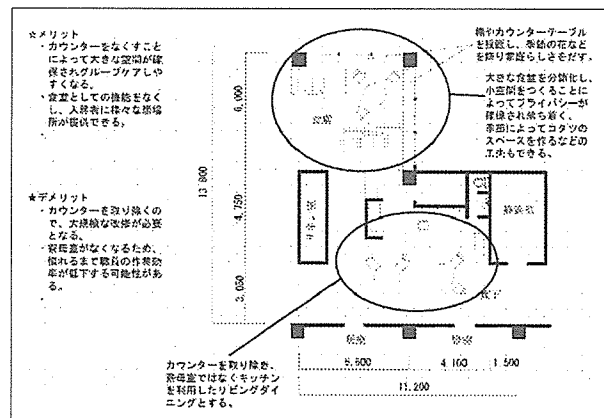 ☆メリット
・カウンターをなくすこと
によって大きな空間が確
保されグループケアしや
すくなる。
・食堂としての機能をなく
し、入居者に様々な居場
所が提供できる。
★デメリット
・カウンターを取り除くの
で、大規模な改修が必要
となる。
・寮母室がなくなるため、
慣れるまで職員の作業効
率が低下する可能性があ
る。
棚やカウンターテーブル
を設置し、季節の花など
を飾り家庭らしさをだす。
大きな食堂を分節化し、
小空間をつくることに
よってプライバシーが
確保され落ち着く、
季節によってコタツの
スペースを作るなどの
工夫もできる。
6,000
13,800
4,750
3,050
静養室
カウンターを取り除き、
寮母室ではなくキッチン
を利用したリビングダイ
ニングとする。
4,100
1,500
11,200